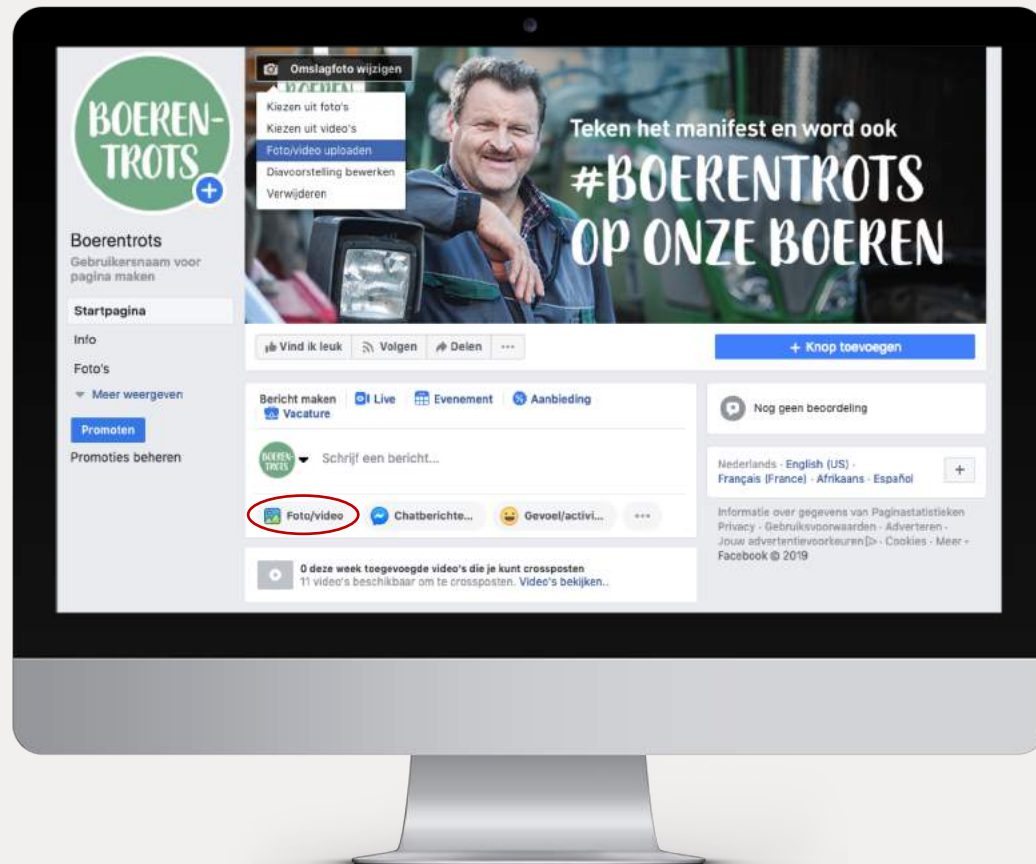 BOEREN-
TROTS
Boerentrots
Gebruikersnaam voor
pagina maken
Startpagina
Info
Foto's
Meer weergeven
Promoten
Promoties beheren
Omslagfoto wijzigen
Kiezen uit foto's
Kiezen uit video's
Foto/video uploaden
Diavoorstelling bewerken
Verwijderen
Teken het manifest en word ook
#BOERENTROTS
OP ONZE BOEREN
Vind ik leuk Volgen Delen ···
+ Knop toevoegen
Bericht maken Live Evenement Aanbieding
Vacature
BOEREN-
TROTS
Schrijf een bericht...
Foto/video Chatberichte... Gevoel/activi... ···
0 deze week toegevoegde video's die je kunt crossposten
11 video's beschikbaar om te crossposten. Video's bekijken..
Nog geen beoordeling
Nederlands · English (US) ·
Français (France) · Afrikaans · Español
+
Informatie over gegevens van Paginastatistieken
Privacy · Gebruiksvoorwaarden · Adverteren ·
Jouw advertentievoorkeuren · Cookies · Meer
Facebook © 2019